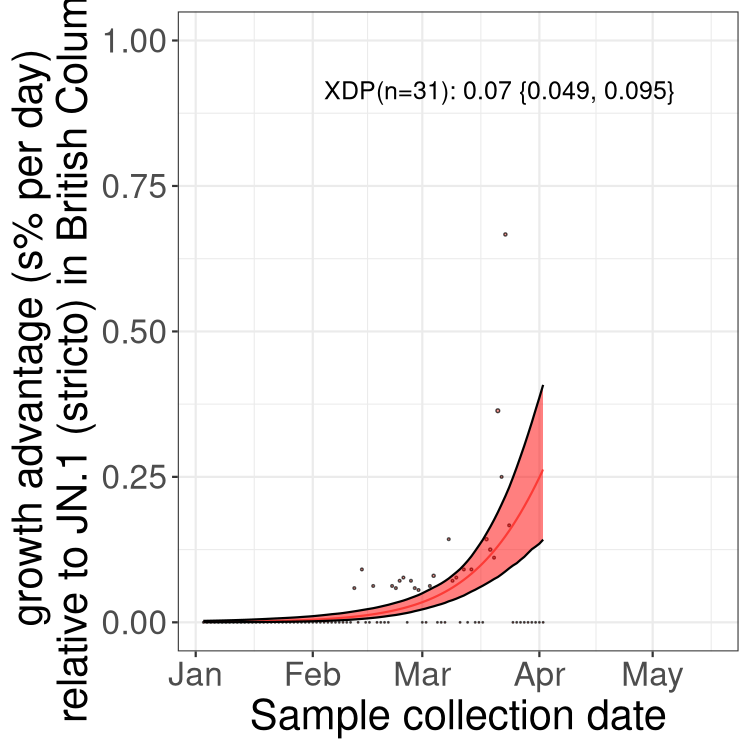 growth advantage (s% per day)
relative to JN.1 (stricto) in British Colum
1.00
0.75
0.50
0.25
0.00
XDP(n=31): 0.07 {0.049, 0.095}
Jan Feb Mar Apr May
Sample collection date